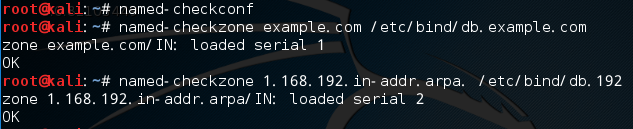 root@kali:~# named-checkconf
root@kali:~# named-checkzone example.com /etc/bind/db.example.com
zone example.com/IN: loaded serial 1
OK
root@kali:~# named-checkzone 1.168.192.in-addr.arpa. /etc/bind/db.192
zone 1.168.192.in-addr.arpa/IN: loaded serial 2
OK